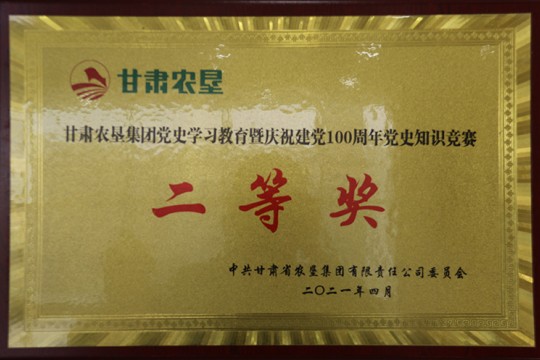 甘肃农垦
甘肃农垦集团党史学习教育暨庆祝建党100周年党史知识竞赛
二等奖
中共甘肃省农垦集团有限责任公司委员会
二〇二一年四月